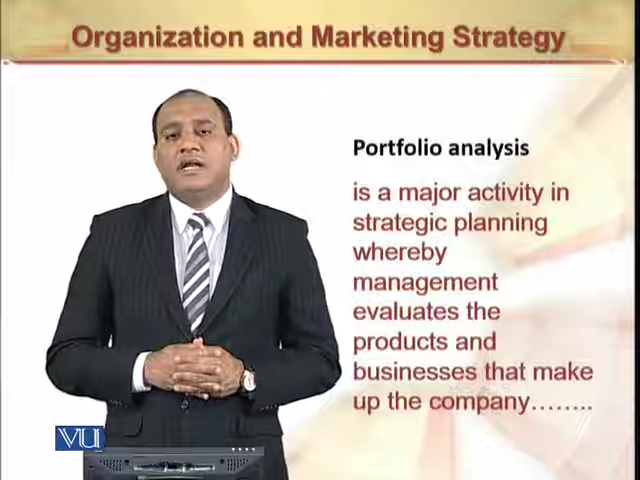 Organization and Marketing Strategy
Portfolio analysis
is a major activity in
strategic planning
whereby
management
evaluates the
products and
businesses that make
up the company........
VU